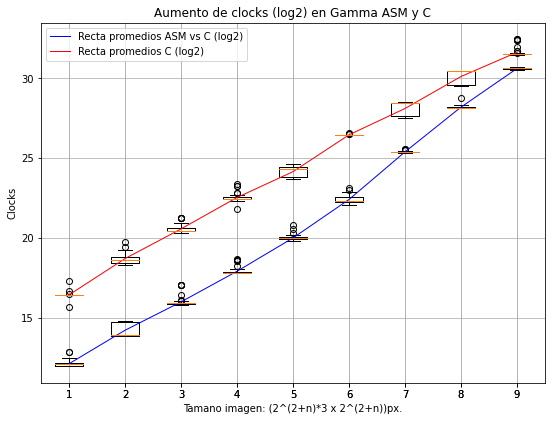 Aumento de clocks (log2) en Gamma ASM y C
Recta promedios ASM vs C (log2)
Recta promedios C (log2)
Clocks
30
25
20
15
1 2 3 4 5 6 7 8 9
Tamano imagen: (2^(2+n)*3 x 2^(2+n))px.